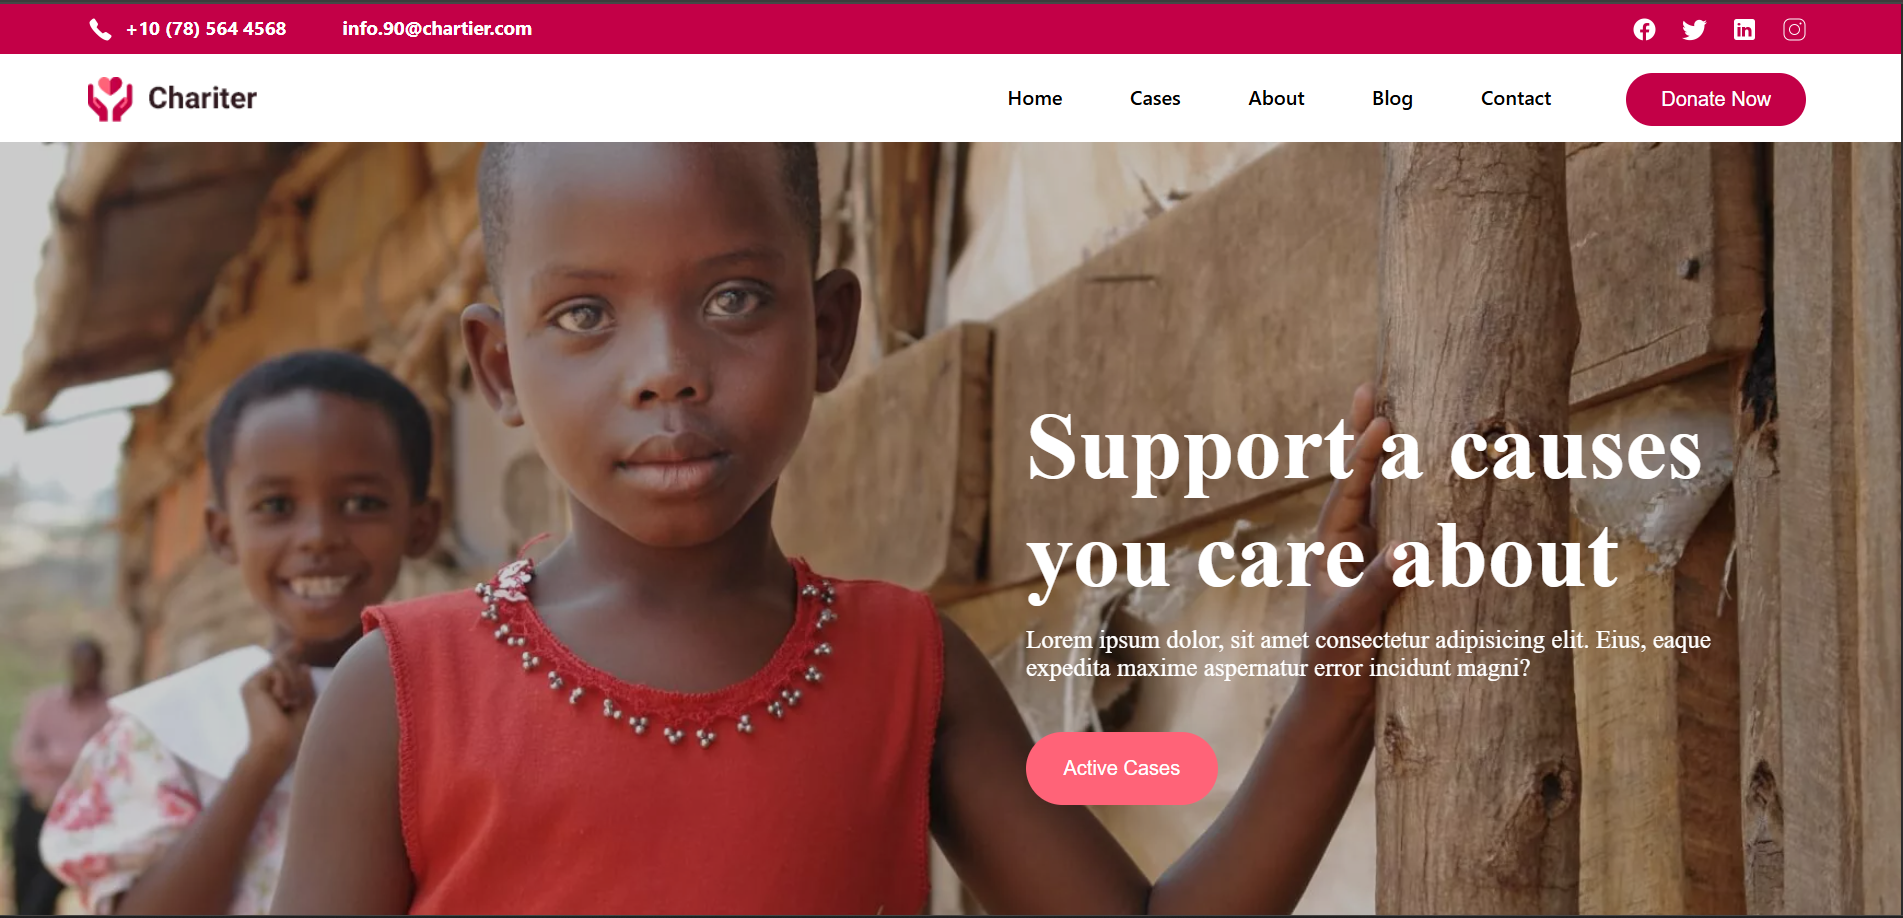 +10 (78) 564 4568 info.90@chartier.com
Chariter Home Cases About Blog Contact Donate Now
Support a causes
you care about
Lorem ipsum dolor, sit amet consectetur adipisicing elit. Eius, eaque
expedita maxime aspernatur error incidunt magni?
Active Cases